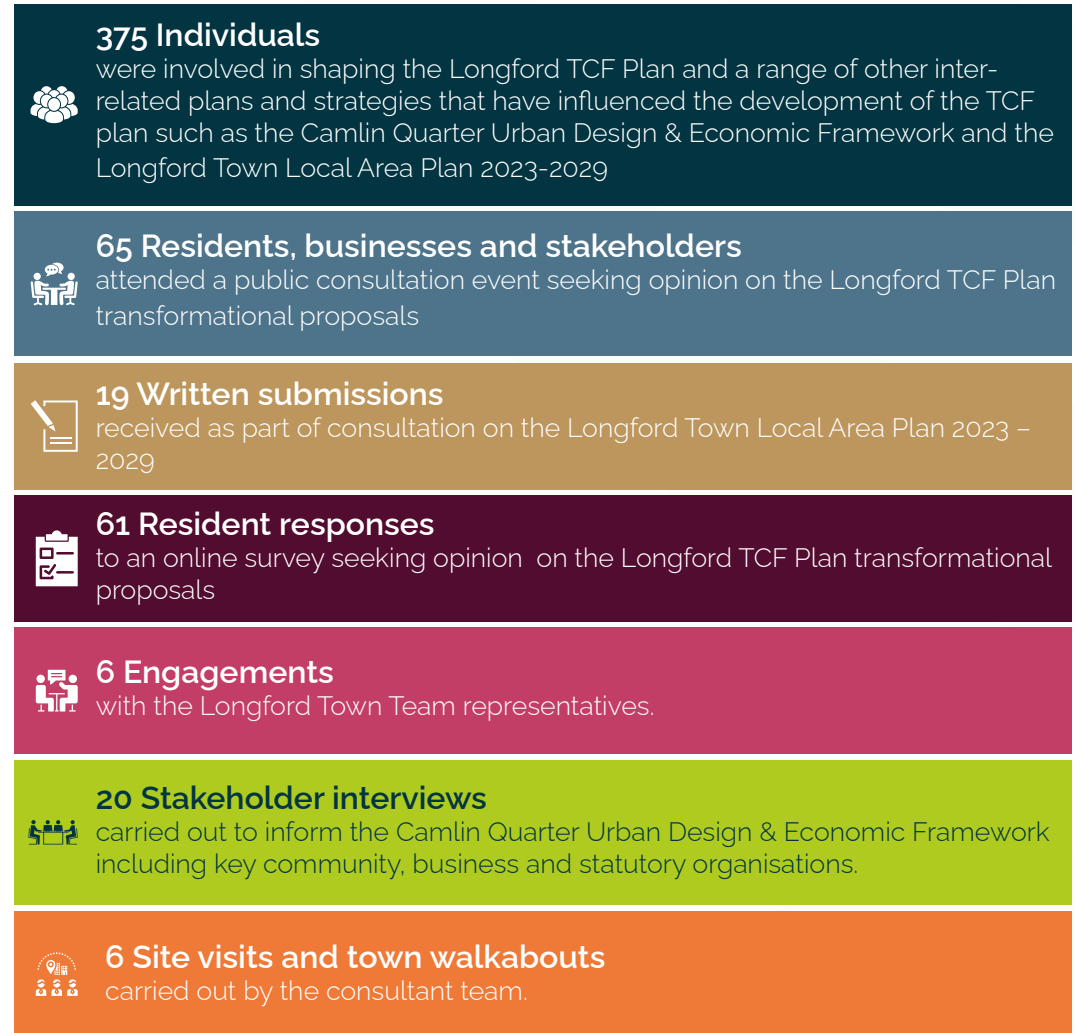 375 Individuals
were involved in shaping the Longford TCF Plan and a range of other inter-
related plans and strategies that have influenced the development of the TCF
plan such as the Camlin Quarter Urban Design & Economic Framework and the
Longford Town Local Area Plan 2023-2029
65 Residents, businesses and stakeholders
attended a public consultation event seeking opinion on the Longford TCF Plan
transformational proposals
19 Written submissions
received as part of consultation on the Longford Town Local Area Plan 2023 –
2029
61 Resident responses
to an online survey seeking opinion  on the Longford TCF Plan transformational
proposals
6 Engagements
with the Longford Town Team representatives.
20 Stakeholder interviews
carried out to inform the Camlin Quarter Urban Design & Economic Framework
including key community, business and statutory organisations.
6 Site visits and town walkabouts
carried out by the consultant team.